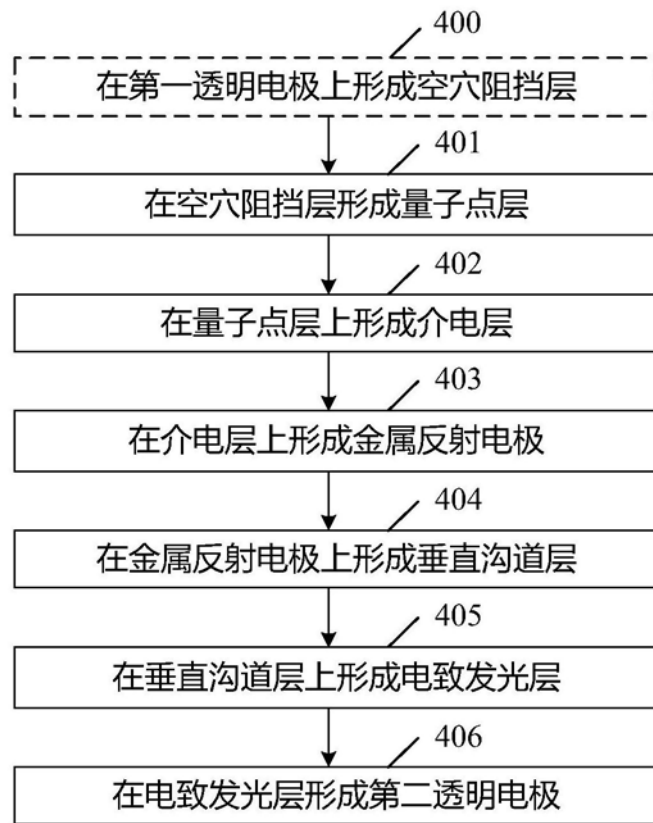 400
在第一透明电极上形成空穴阻挡层
401
在空穴阻挡层形成量子点层
402
在量子点层上形成介电层
403
在介电层上形成金属反射电极
404
在金属反射电极上形成垂直沟道层
405
在垂直沟道层上形成电致发光层
406
在电致发光层形成第二透明电极